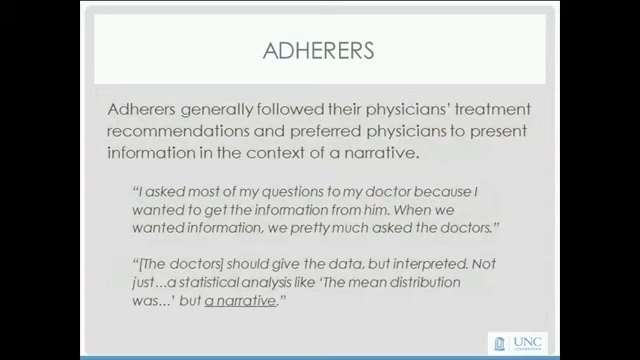 ADHERERS
Adherers generally followed their physicians' treatment
recommendations and preferred physicians to present
information in the context of a narrative.
"I asked most of my questions to my doctor because I
wanted to get the information from him. When we
wanted information, we pretty much asked the doctors."
"[The doctors] should give the data, but interpreted. Not
just…a statistical analysis like 'The mean distribution
was…' but a narrative."
UNC